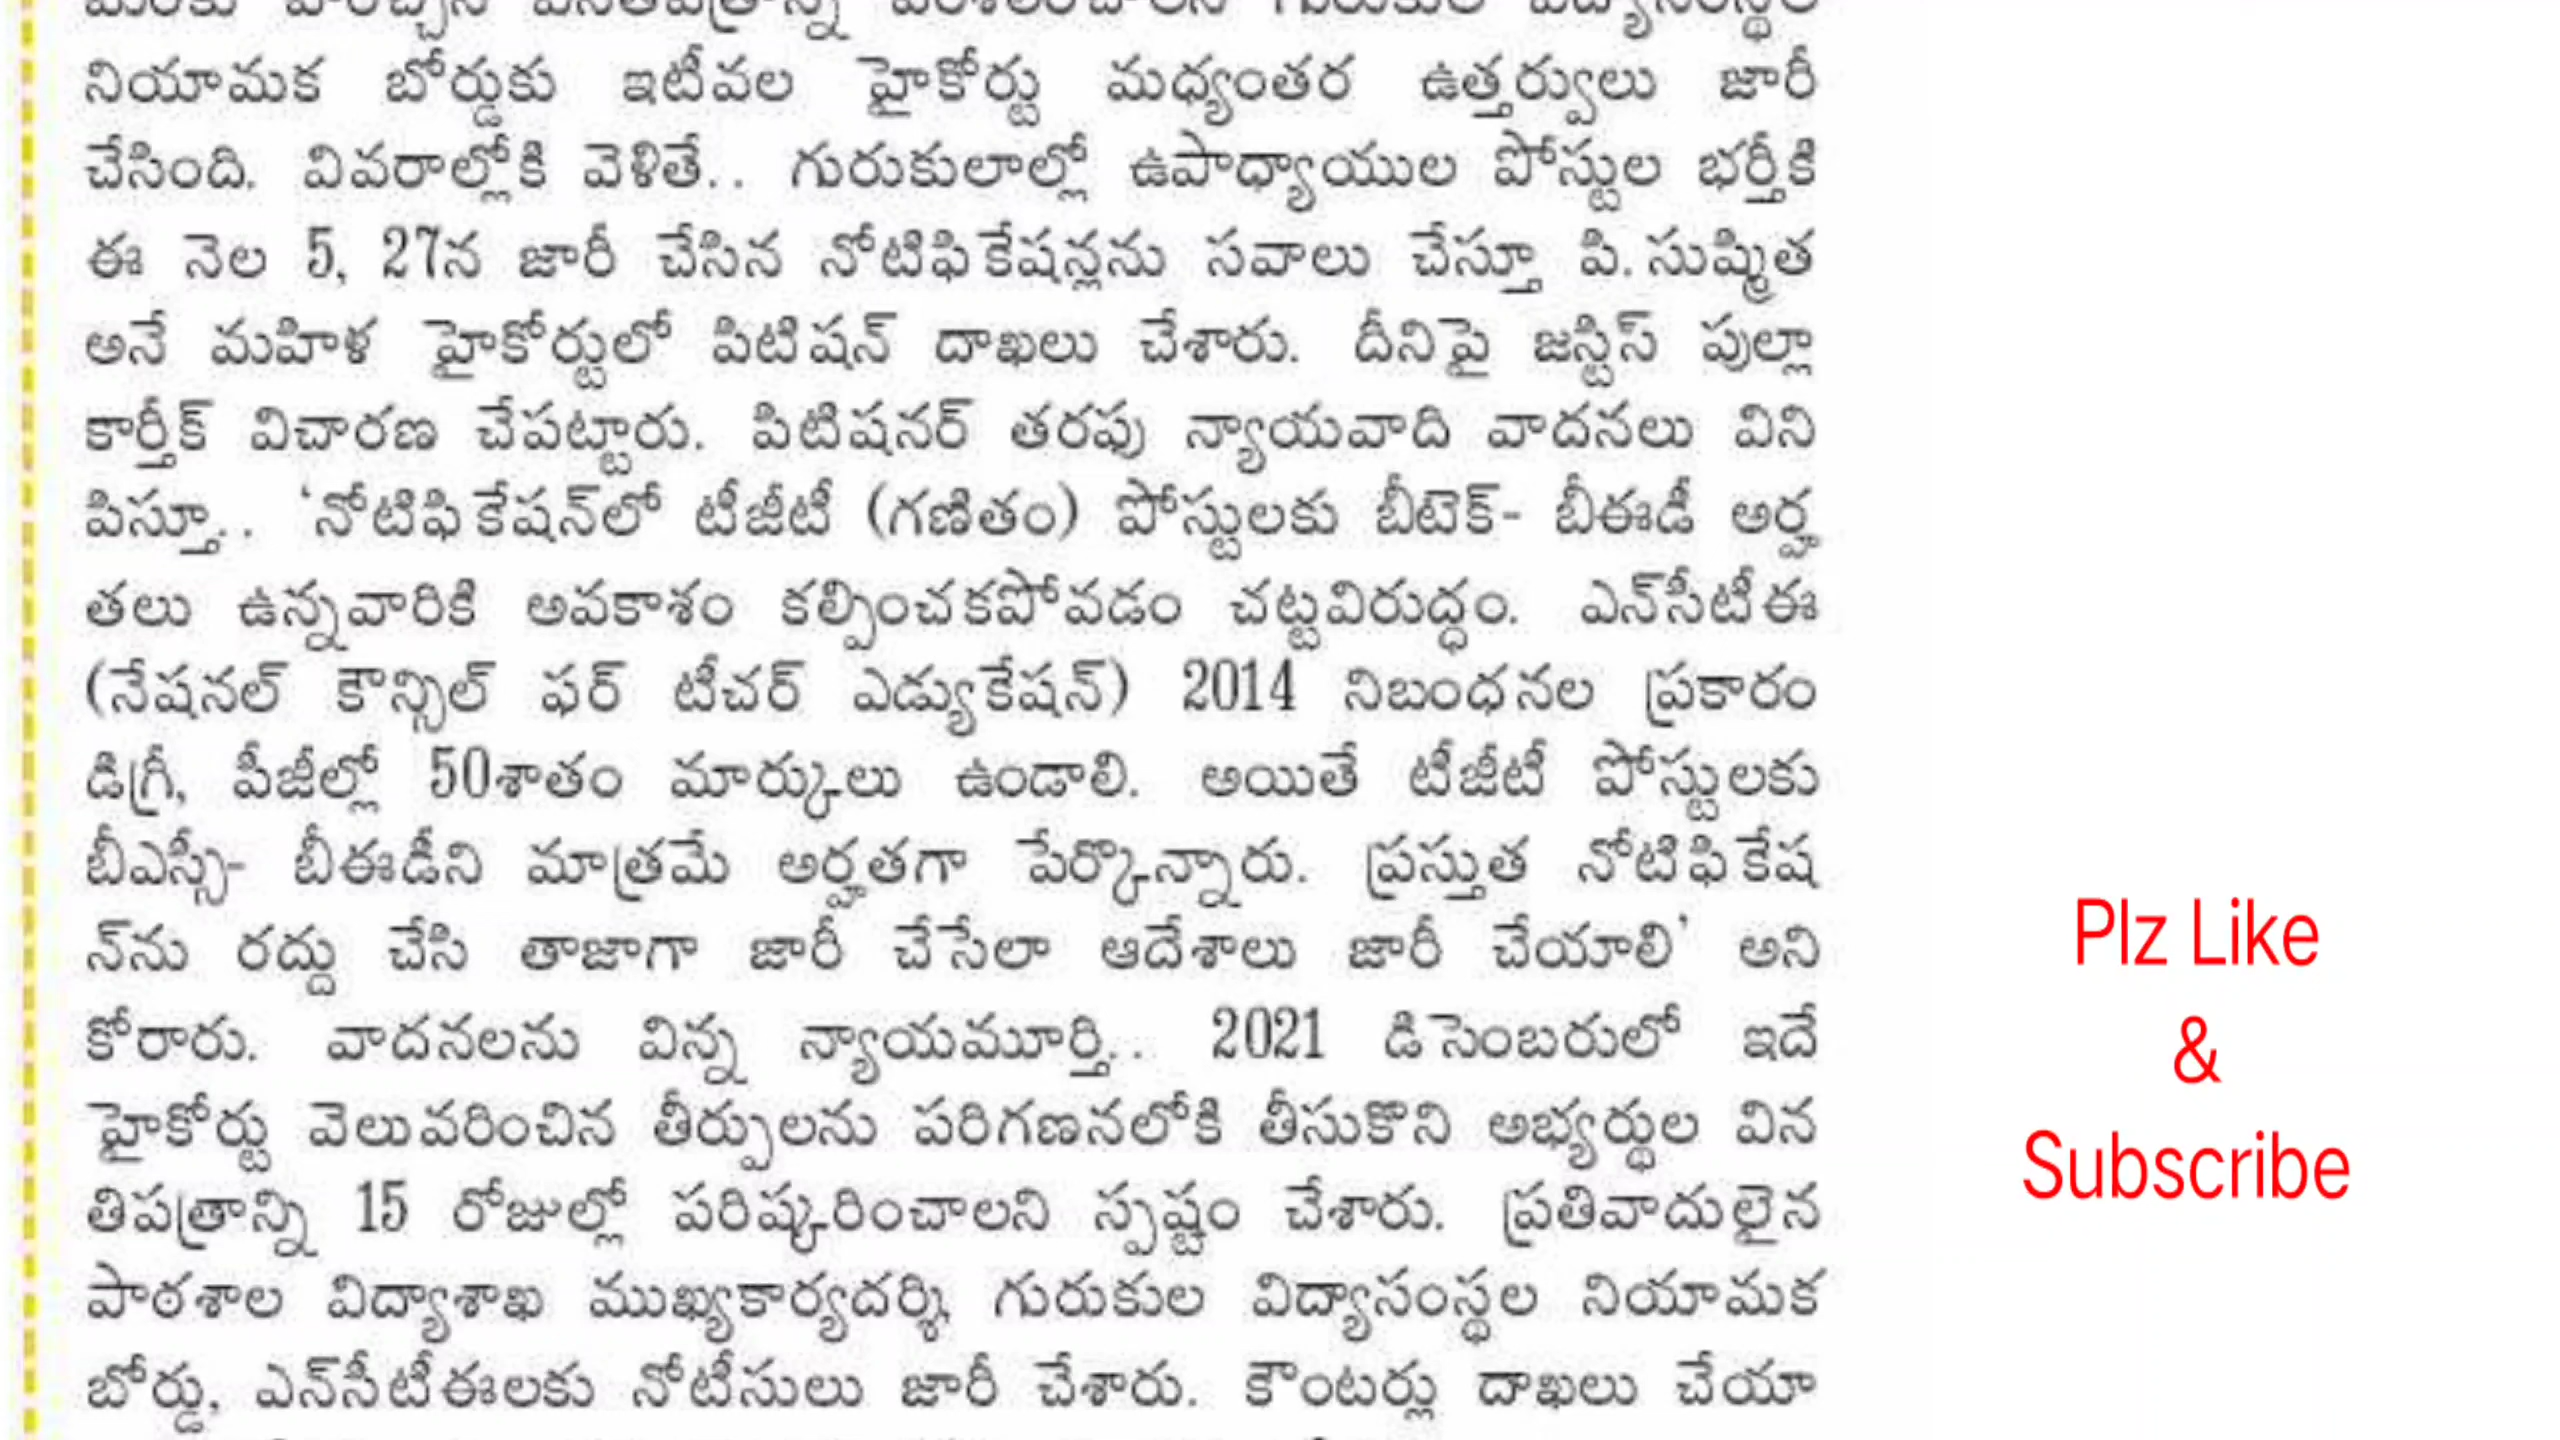 నియామక బోర్డుకు ఇటీవల హైకోర్టు మధ్యంతర ఉత్తర్వులు జారీ
చేసింది. వివరాల్లోకి వెళితే.. గురుకులాల్లో ఉపాధ్యాయుల పోస్టుల భర్తీకి
ఈ నెల 5, 27న జారీ చేసిన నోటిఫికేషన్లను సవాలు చేస్తూ పి.సుష్మిత
అనే మహిళ హైకోర్టులో పిటిషన్ దాఖలు చేశారు. దీనిపై జస్టిస్ పుల్లా
కార్తీక్ విచారణ చేపట్టారు. పిటిషనర్ తరఫు న్యాయవాది వాదనలు విని
పిస్తూ.. ‘నోటిఫికేషన్‌లో టీజీటీ (గణితం) పోస్టులకు బీటెక్- బీఈడీ అర్హ
తలు ఉన్నవారికి అవకాశం కల్పించకపోవడం చట్టవిరుద్ధం. ఎన్‌సీటీఈ
(నేషనల్ కౌన్సిల్ ఫర్ టీచర్ ఎడ్యుకేషన్) 2014 నిబంధనల ప్రకారం
డిగ్రీ, పీజీల్లో 50శాతం మార్కులు ఉండాలి. అయితే టీజీటీ పోస్టులకు
బీఎస్సీ- బీఈడీని మాత్రమే అర్హతగా పేర్కొన్నారు. ప్రస్తుత నోటిఫికేష
న్‌ను రద్దు చేసి తాజాగా జారీ చేసేలా ఆదేశాలు జారీ చేయాలి’ అని
కోరారు. వాదనలను విన్న న్యాయమూర్తి.. 2021 డిసెంబరులో ఇదే
హైకోర్టు వెలువరించిన తీర్పులను పరిగణనలోకి తీసుకొని అభ్యర్థుల విన
తిపత్రాన్ని 15 రోజుల్లో పరిష్కరించాలని స్పష్టం చేశారు. ప్రతివాదులైన
పాఠశాల విద్యాశాఖ ముఖ్యకార్యదర్శి, గురుకుల విద్యాసంస్థల నియామక
బోర్డు, ఎన్‌సీటీఈలకు నోటీసులు జారీ చేశారు. కౌంటర్లు దాఖలు చేయా
Plz Like
&
Subscribe